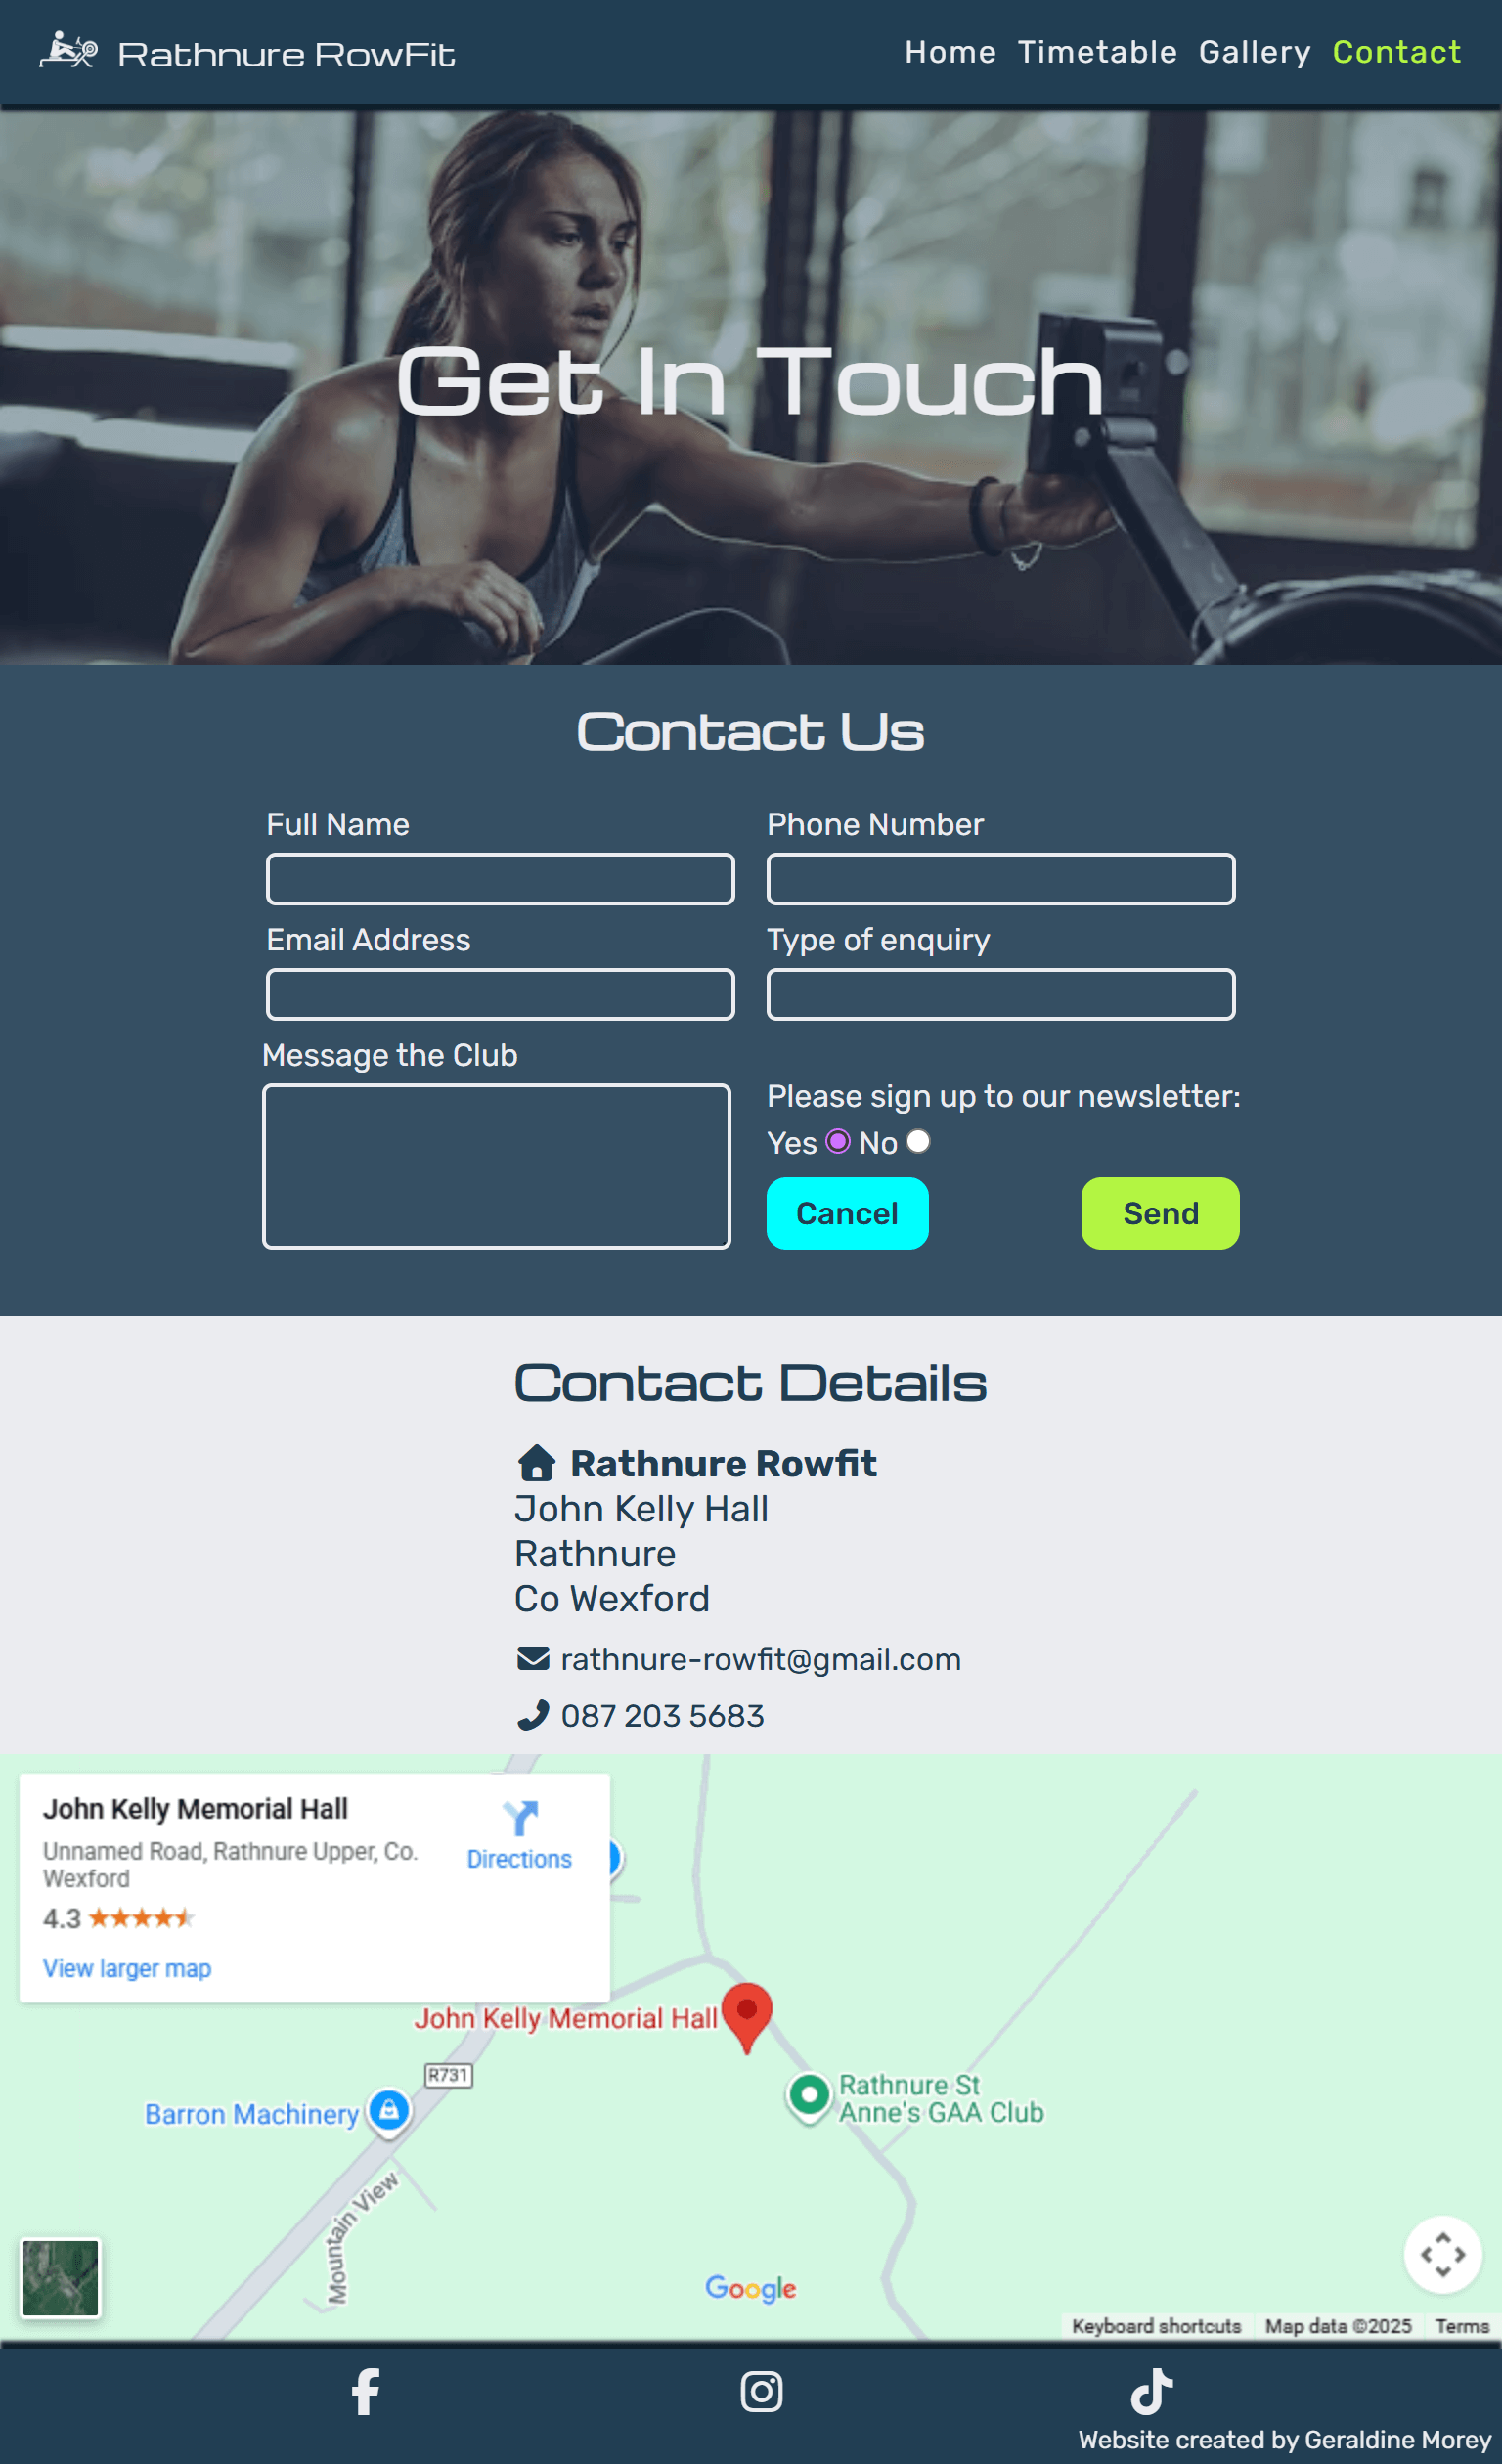 Rathnure RowFit
Home Timetable Gallery Contact
Get In Touch
Contact Us
Full Name
Phone Number
Email Address
Type of enquiry
Message the Club
Please sign up to our newsletter:
Yes No
Cancel
Send
Contact Details
Rathnure Rowfit
John Kelly Hall
Rathnure
Co Wexford
rathnure-rowfit@gmail.com
087 203 5683
John Kelly Memorial Hall
Unnamed Road, Rathnure Upper, Co.
Wexford
Directions
4.3
View larger map
John Kelly Memorial Hall
R731
Rathnure St
Anne's GAA Club
Barron Machinery
Mountain View
Google
Keyboard shortcuts
Map data ©2025
Terms
Website created by Geraldine Morey